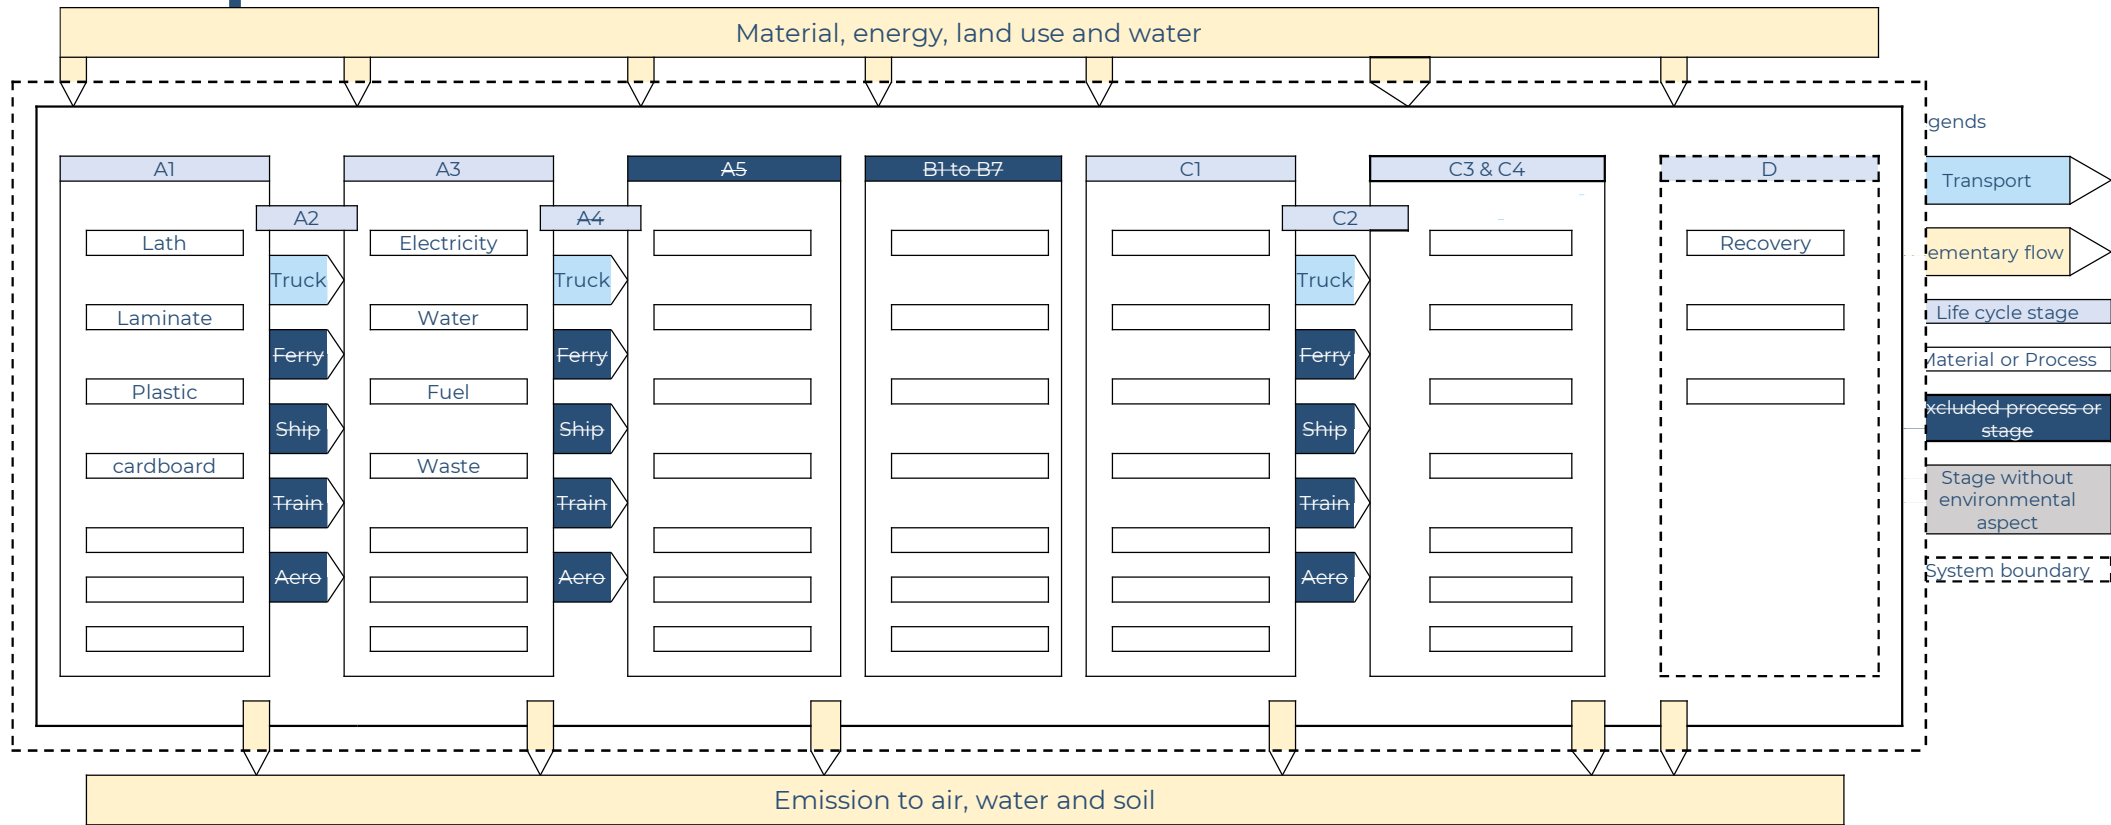 Material, energy, land use and water
gends
A1
A3
A5
B1 to B7
C1
C3 & C4
D
Transport
A2
A4
C2
Lath
Electricity
Recovery
ementary flow
Truck
Truck
Truck
Laminate
Water
Life cycle stage
Ferry
Ferry
Ferry
Material or Process
Plastic
Fuel
xcluded process or
stage
Ship
Ship
Ship
cardboard
Waste
Stage without
environmental
aspect
Train
Train
Train
Aero
Aero
Aero
System boundary
Emission to air, water and soil